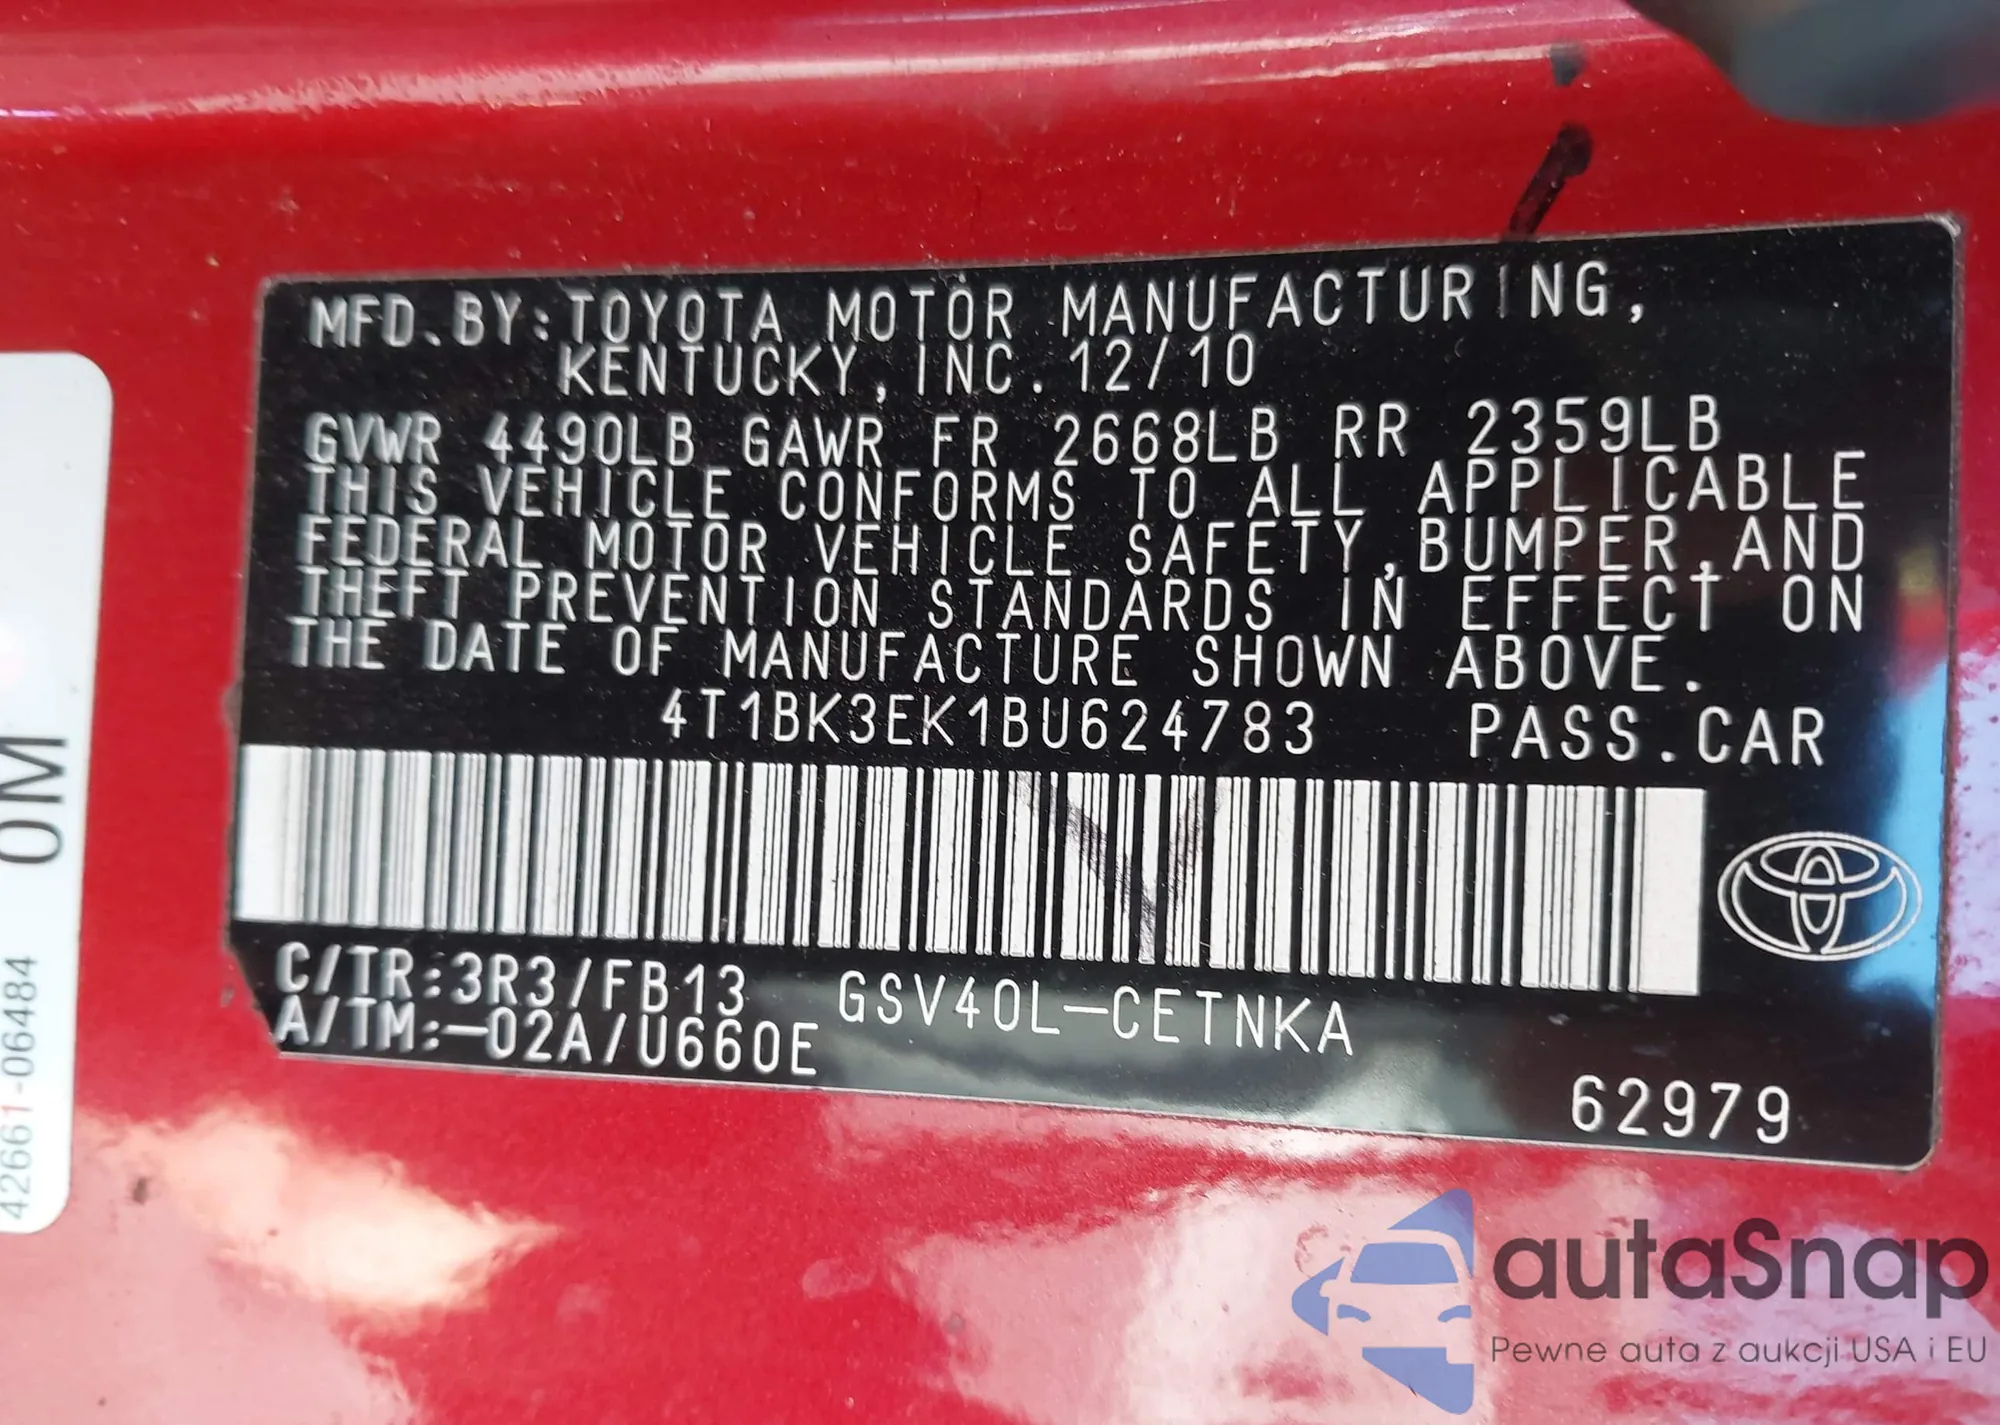 MFD.BY:TOYOTA MOTOR MANUFACTURING,
KENTUCKY,INC.12/10
GVWR 4490LB GAWR FR 2668LB RR 2359LB
THIS VEHICLE CONFORMS TO ALL APPLICABLE
FEDERAL MOTOR VEHICLE SAFETY,BUMPER,AND
THEFT PREVENTION STANDARDS IN EFFECT ON
THE DATE OF MANUFACTURE SHOWN ABOVE.
4T1BK3EK1BU624783 PASS.CAR
C/TR:3R3/FB13 GSV40L-CETNKA
A/TM:-02A/U660E
62979
0M
42661-06484
autaSnap
Pewne auta z aukcji USA i EU